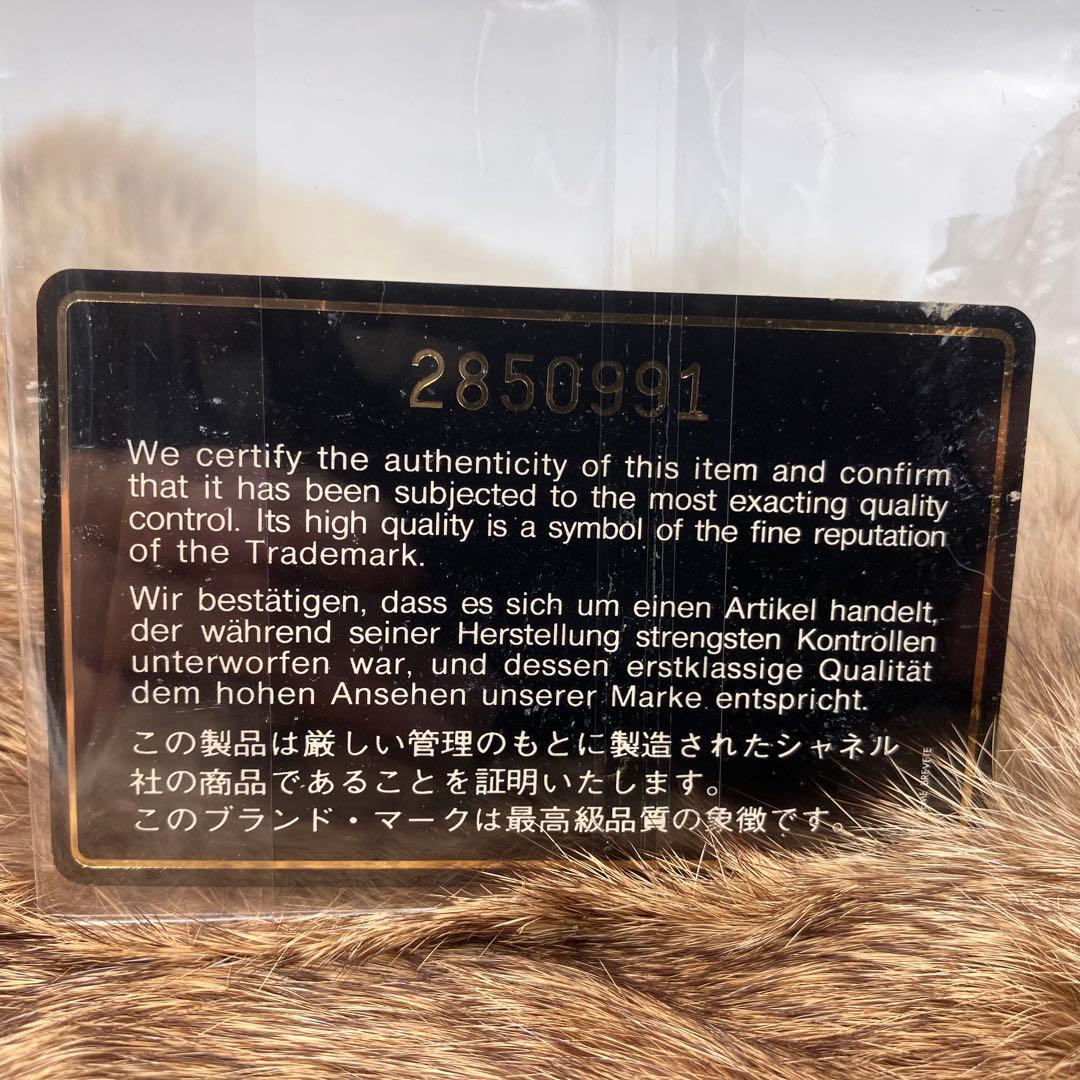 2850991
We certify the authenticity of this item and confirm
that it has been subjected to the most exacting quality
control. Its high quality is a symbol of the fine reputation
of the Trademark.
Wir bestätigen, dass es sich um einen Artikel handelt,
der während seiner Herstellung strengsten Kontrollen
unterworfen war, und dessen erstklassige Qualität
dem hohen Ansehen unserer Marke entspricht.
この製品は厳しい管理のもとに製造されたシャネル
社の商品であることを証明いたします。
このブランド・マークは最高級品質の象徴です。